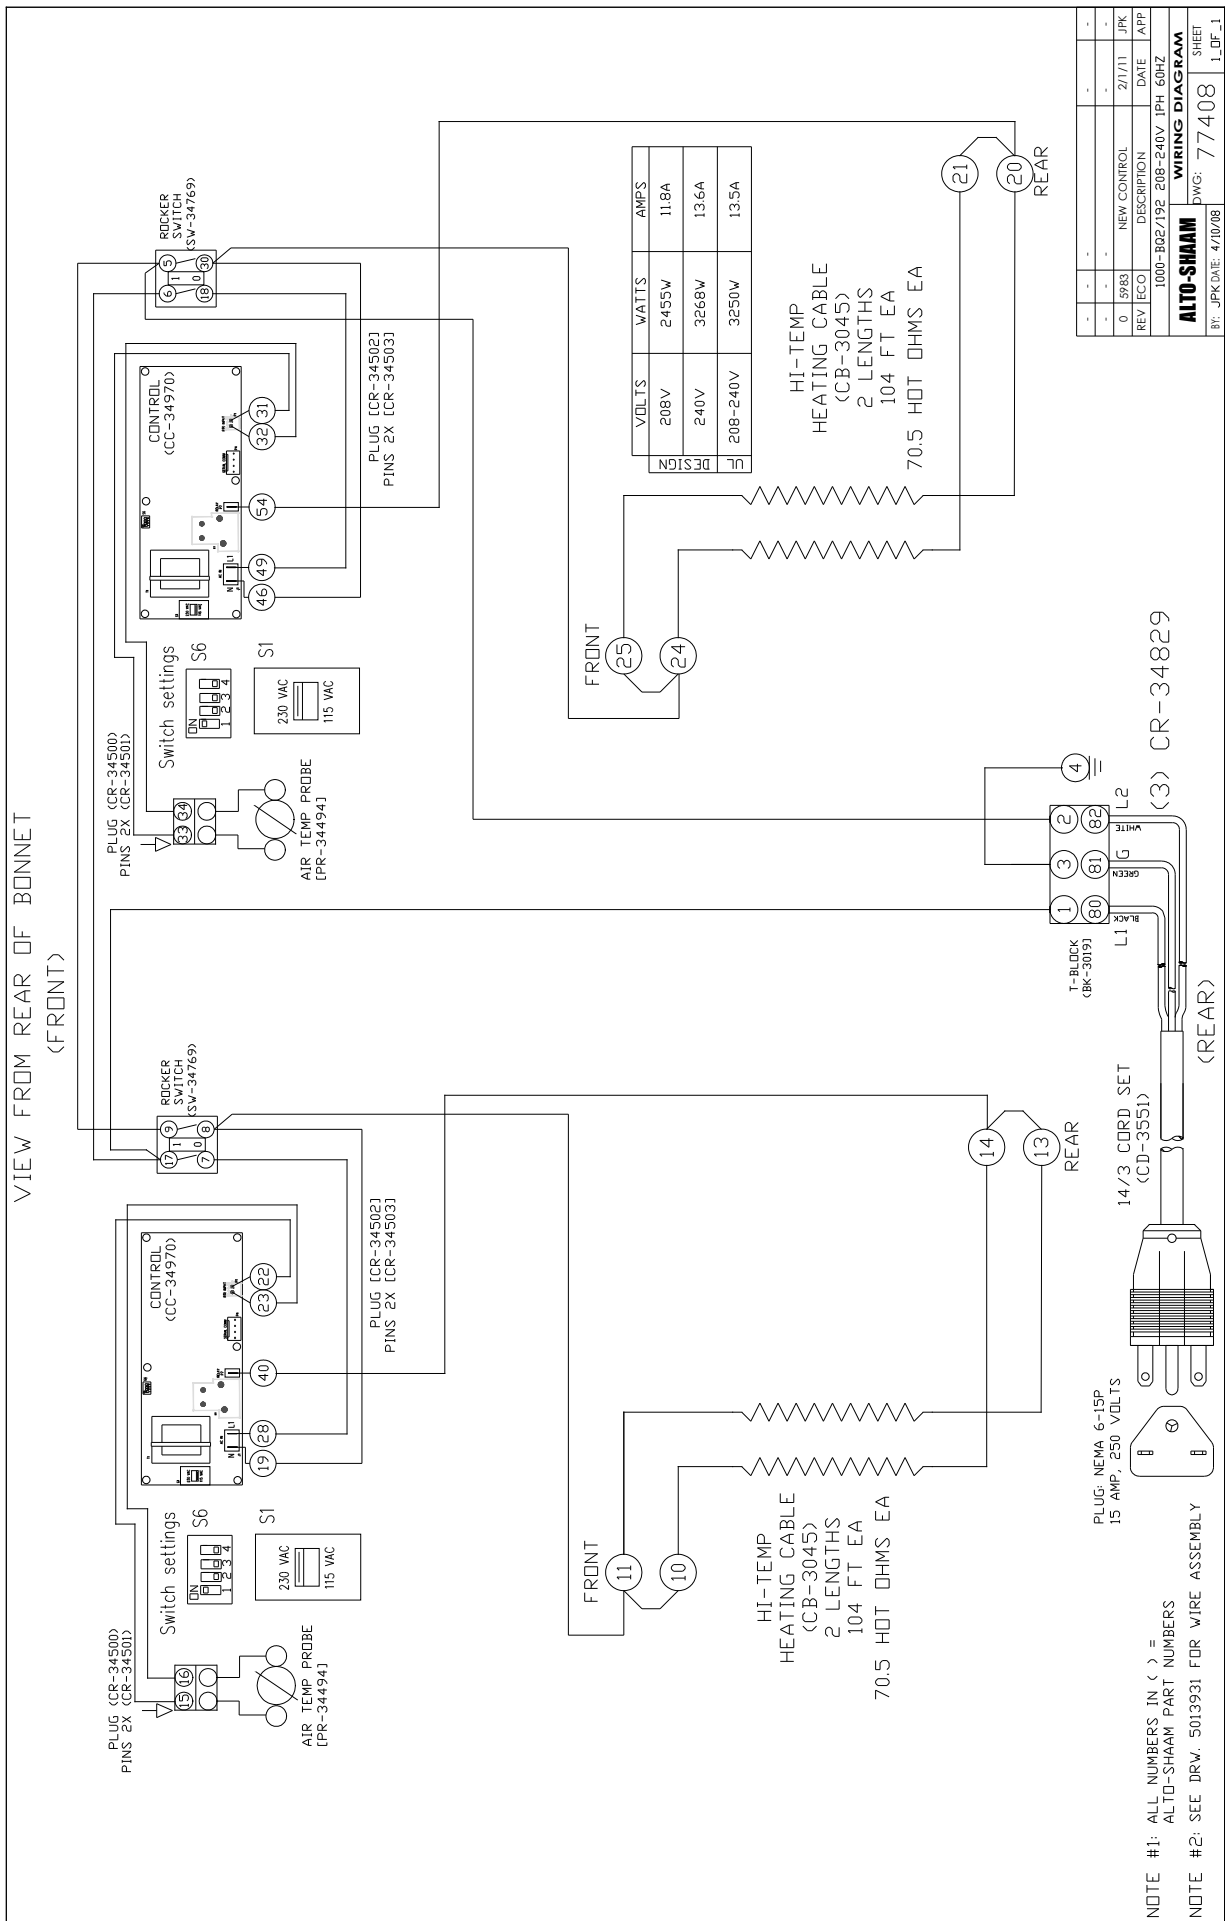 VIEW FROM REAR OF BONNET
(FRONT)
PLUG (CR-34500)
PINS 2X (CR-34501)
15
16
AIR TEMP PROBE
[PR-34494]
Switch settings
S6
ON
1 2 3 4
S1
230 VAC
115 VAC
CONTROL
(CC-34970)
N
L1
19
28
40
23
22
PLUG [CR-34502]
PINS 2X [CR-34503]
ROCKER
SWITCH
(SW-34769)
17
9
1
0
7
8
PLUG (CR-34500)
PINS 2X (CR-34501)
33
34
AIR TEMP PROBE
[PR-34494]
Switch settings
S6
ON
1 2 3 4
S1
230 VAC
115 VAC
CONTROL
(CC-34970)
N
L1
46
49
54
32
31
PLUG [CR-34502]
PINS 2X [CR-34503]
ROCKER
SWITCH
(SW-34769)
6
5
1
0
18
30
FRONT
11
10
HI-TEMP
HEATING CABLE
(CB-3045)
2 LENGTHS
104 FT EA
70.5 HOT OHMS EA
14
13
REAR
FRONT
25
24
HI-TEMP
HEATING CABLE
(CB-3045)
2 LENGTHS
104 FT EA
70.5 HOT OHMS EA
21
20
REAR
VOLTS WATTS AMPS
DESIGN
208V 2455W 11.8A
240V 3268W 13.6A
UL
208-240V 3250W 13.5A
T-BLOCK
(BK-3019]
1
3
2
4
80
81
82
L1
G
L2
BLACK
GREEN
WHITE
(3) CR-34829
14/3 CORD SET
(CD-3551)
(REAR)
PLUG: NEMA 6-15P
15 AMP, 250 VOLTS
NOTE #1: ALL NUMBERS IN ( ) =
ALTO-SHAAM PART NUMBERS
NOTE #2: SEE DRW. 5013931 FOR WIRE ASSEMBLY
- - - - -
- - - - -
0 5983 NEW CONTROL 2/1/11 JPK
REV ECO DESCRIPTION DATE APP
1000-BQ2/192 208-240V 1PH 60HZ
ALTO-SHAAM
WIRING DIAGRAM
BY: JPK DATE: 4/10/08
DWG: 77408
SHEET
1_OF_1